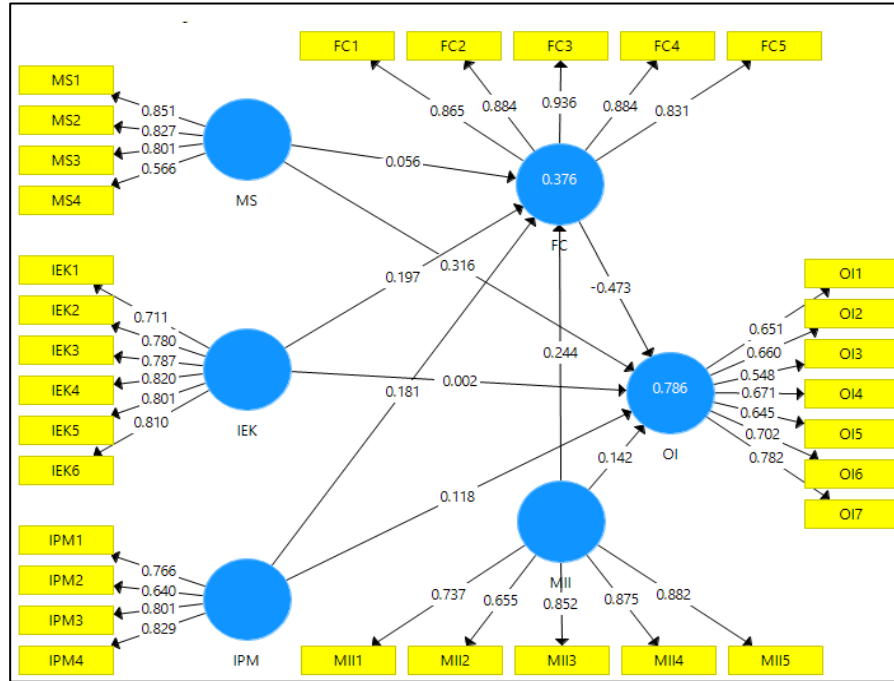 FC1 FC2 FC3 FC4 FC5
MS1
MS2
MS3
MS4
0.851
0.827
0.801
0.566
MS
0.865 0.884 0.936 0.884 0.831
0.056
0.376
FC
IEK1
IEK2
IEK3
IEK4
IEK5
IEK6
0.711
0.780
0.787
0.820
0.801
0.810
IEK
0.197
0.316
-0.473
0.244
0.002
0.181
0.786
OI
0.651
0.660
0.548
0.671
0.645
0.702
0.782
OI1
OI2
OI3
OI4
OI5
OI6
OI7
0.142
0.118
IPM1
IPM2
IPM3
IPM4
0.766
0.640
0.801
0.829
IPM
MII
0.737 0.655 0.852 0.875 0.882
MII1 MII2 MII3 MII4 MII5